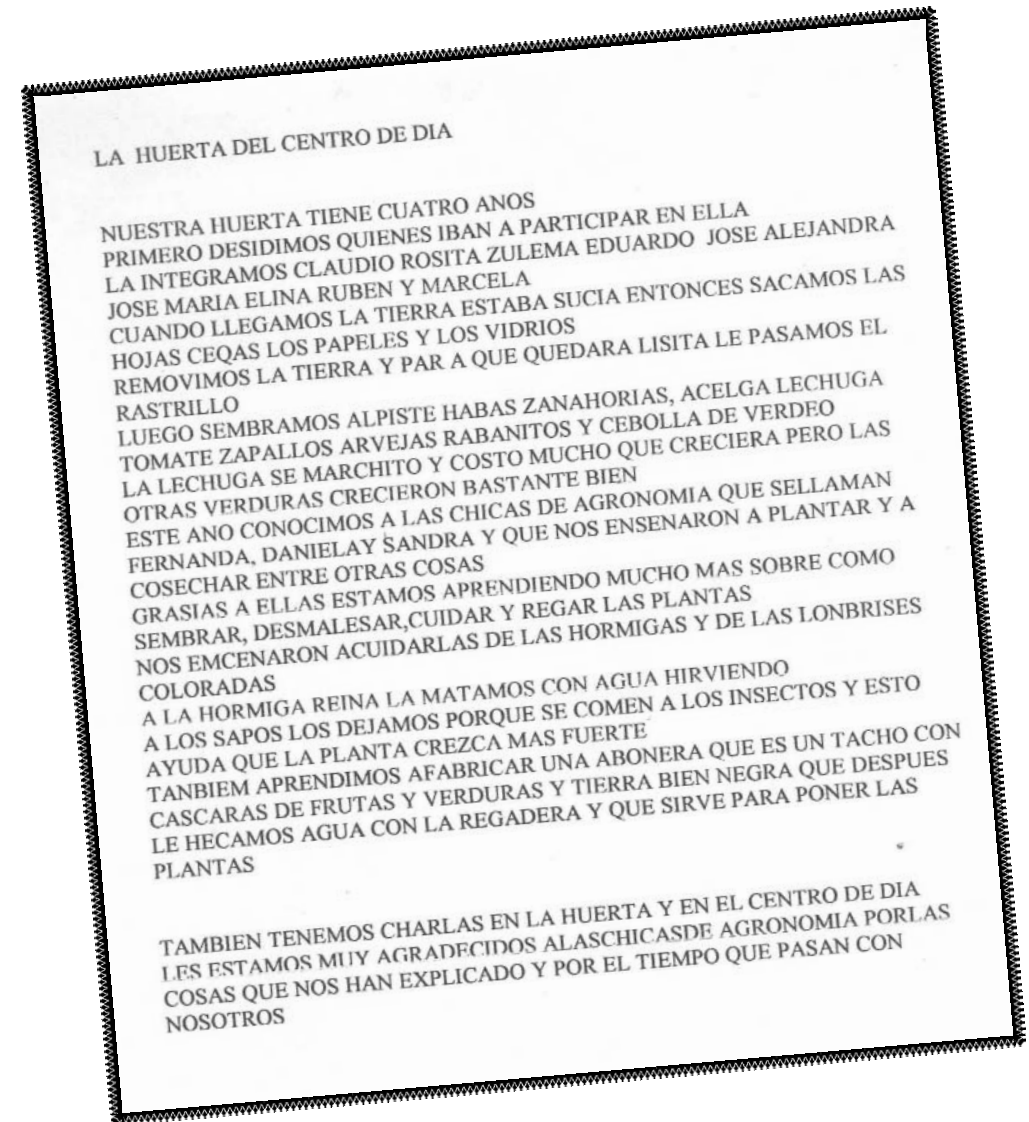 LA HUERTA DEL CENTRO DE DIA
NUESTRA HUERTA TIENE CUATRO ANOS
PRIMERO DESIDIMOS QUIENES IBAN A PARTICIPAR EN ELLA
LA INTEGRAMOS CLAUDIO ROSITA ZULEMA EDUARDO JOSE ALEJANDRA
JOSE MARIA ELINA RUBEN Y MARCELA
CUANDO LLEGAMOS LA TIERRA ESTABA SUCIA ENTONCES SACAMOS LAS
HOJAS CEQAS LOS PAPELES Y LOS VIDRIOS
REMOVIMOS LA TIERRA Y PAR A QUE QUEDARA LISITA LE PASAMOS EL
RASTRILLO
LUEGO SEMBRAMOS ALPISTE HABAS ZANAHORIAS, ACELGA LECHUGA
TOMATE ZAPALLOS ARVEJAS RABANITOS Y CEBOLLA DE VERDEO
LA LECHUGA SE MARCHITO Y COSTO MUCHO QUE CRECIERA PERO LAS
OTRAS VERDURAS CRECIERON BASTANTE BIEN
ESTE ANO CONOCIMOS A LAS CHICAS DE AGRONOMIA QUE SELLAMAN
FERNANDA, DANIELAY SANDRA Y QUE NOS ENSENARON A PLANTAR Y A
COSECHAR ENTRE OTRAS COSAS
GRASIAS A ELLAS ESTAMOS APRENDIENDO MUCHO MAS SOBRE COMO
SEMBRAR, DESMALESAR,CUIDAR Y REGAR LAS PLANTAS
NOS EMCENARON ACUIDARLAS DE LAS HORMIGAS Y DE LAS LONBRISES
COLORADAS
A LA HORMIGA REINA LA MATAMOS CON AGUA HIRVIENDO
A LOS SAPOS LOS DEJAMOS PORQUE SE COMEN A LOS INSECTOS Y ESTO
AYUDA QUE LA PLANTA CREZCA MAS FUERTE
TANBIEM APRENDIMOS AFABRICAR UNA ABONERA QUE ES UN TACHO CON
CASCARAS DE FRUTAS Y VERDURAS Y TIERRA BIEN NEGRA QUE DESPUES
LE HECAMOS AGUA CON LA REGADERA Y QUE SIRVE PARA PONER LAS
PLANTAS
TAMBIEN TENEMOS CHARLAS EN LA HUERTA Y EN EL CENTRO DE DIA
LES ESTAMOS MUY AGRADECIDOS ALASCHICASDE AGRONOMIA PORLAS
COSAS QUE NOS HAN EXPLICADO Y POR EL TIEMPO QUE PASAN CON
NOSOTROS